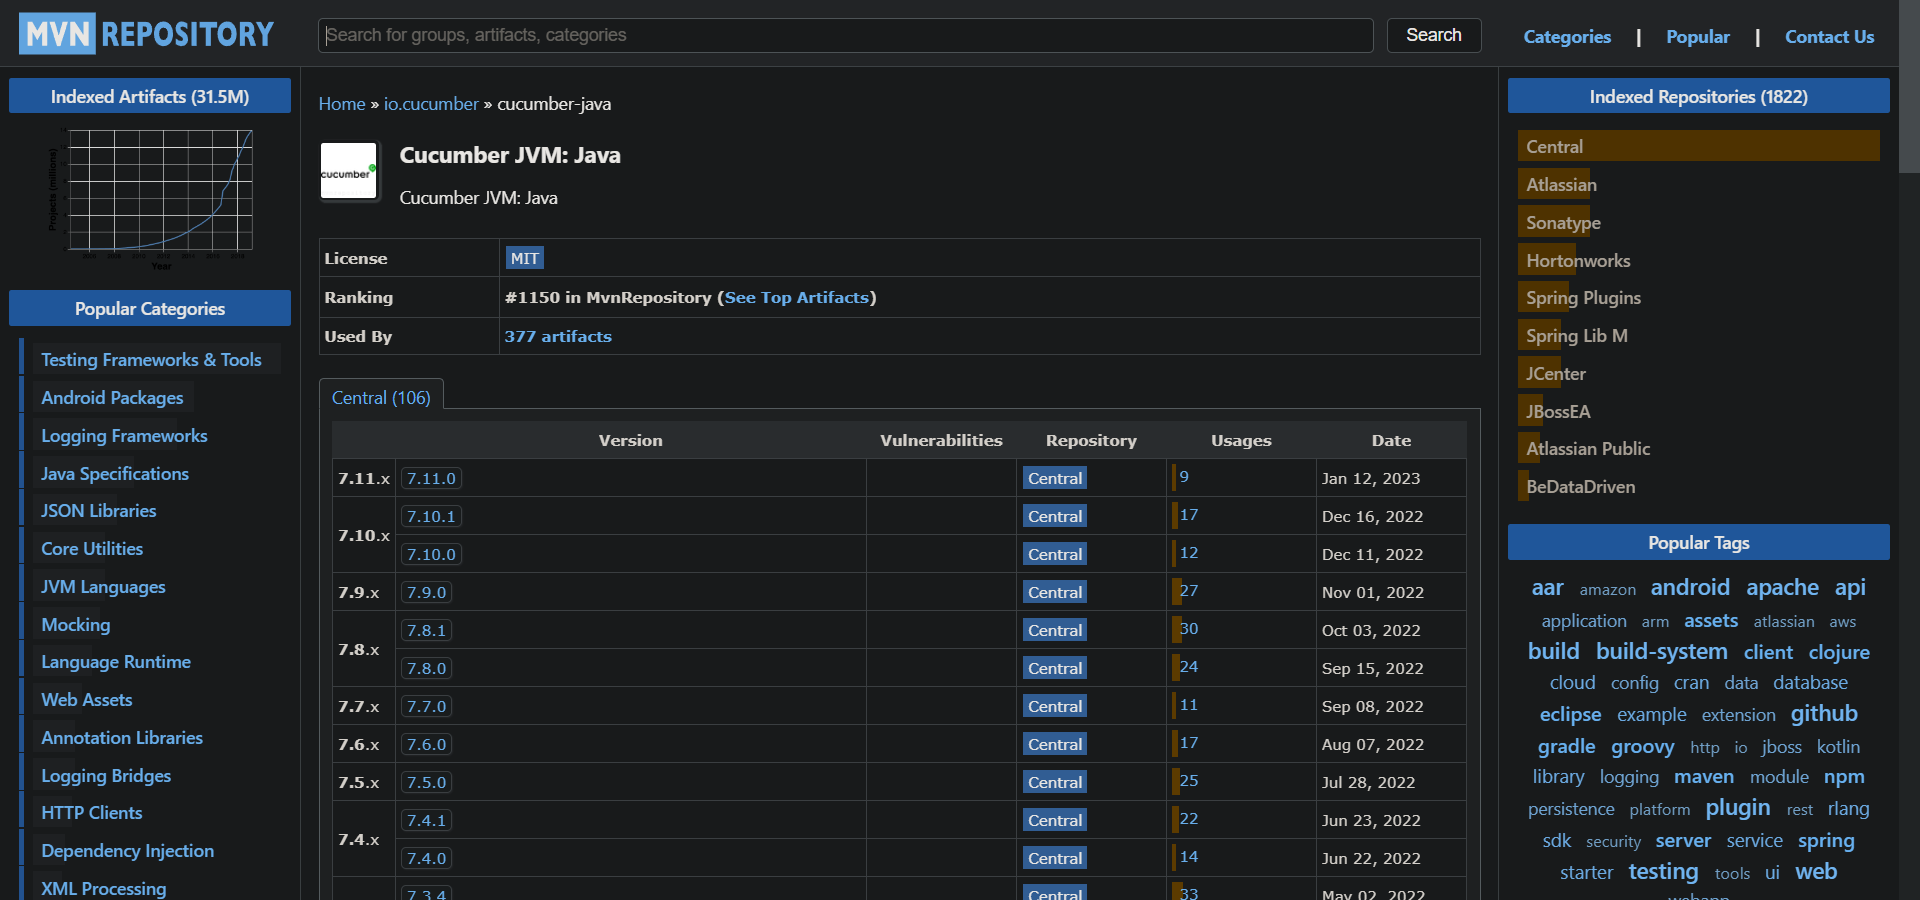 MVN REPOSITORY
Search for groups, artifacts, categories
Search
Categories | Popular | Contact Us
Indexed Artifacts (31.5M)
Projects (millions)
Year
Popular Categories
Testing Frameworks & Tools
Android Packages
Logging Frameworks
Java Specifications
JSON Libraries
Core Utilities
JVM Languages
Mocking
Language Runtime
Web Assets
Annotation Libraries
Logging Bridges
HTTP Clients
Dependency Injection
XML Processing
Home » io.cucumber » cucumber-java
cucumber
Cucumber JVM: Java
Cucumber JVM: Java
License MIT
Ranking #1150 in MvnRepository (See Top Artifacts)
Used By 377 artifacts
Central (106)
Version Vulnerabilities Repository Usages Date
7.11.x 7.11.0 Central 9 Jan 12, 2023
7.10.x 7.10.1 Central 17 Dec 16, 2022
7.10.0 Central 12 Dec 11, 2022
7.9.x 7.9.0 Central 27 Nov 01, 2022
7.8.x 7.8.1 Central 30 Oct 03, 2022
7.8.0 Central 24 Sep 15, 2022
7.7.x 7.7.0 Central 11 Sep 08, 2022
7.6.x 7.6.0 Central 17 Aug 07, 2022
7.5.x 7.5.0 Central 25 Jul 28, 2022
7.4.x 7.4.1 Central 22 Jun 23, 2022
7.4.0 Central 14 Jun 22, 2022
7.3.4 Central 33 May 02, 2022
Indexed Repositories (1822)
Central
Atlassian
Sonatype
Hortonworks
Spring Plugins
Spring Lib M
JCenter
JBossEA
Atlassian Public
BeDataDriven
Popular Tags
aar amazon android apache api
application arm assets atlassian aws
build build-system client clojure
cloud config cran data database
eclipse example extension github
gradle groovy http io jboss kotlin
library logging maven module npm
persistence platform plugin rest rlang
sdk security server service spring
starter testing tools ui web
webapp